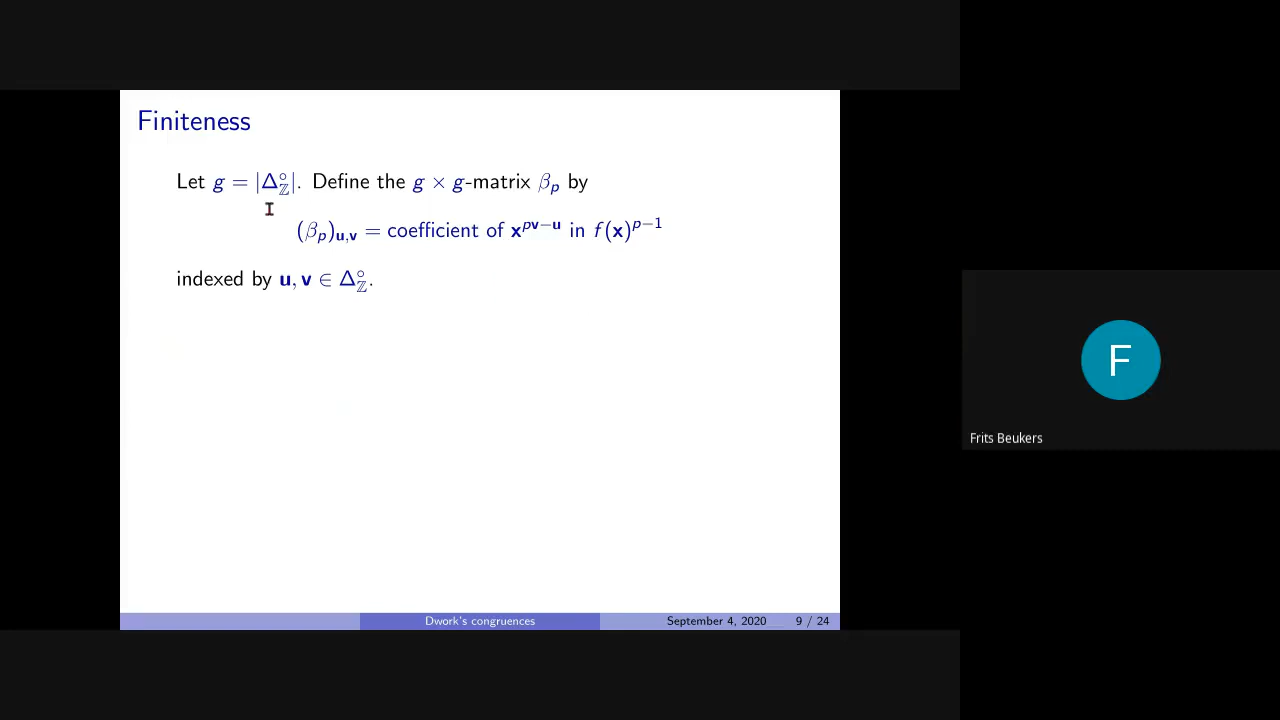 Finiteness
Let g = |Δ°_ℤ|. Define the g × g-matrix β_p by
(β_p)_{u,v} = coefficient of x^{pv−u} in f(x)^{p−1}
indexed by u, v ∈ Δ°_ℤ.
F
Frits Beukers
Dwork's congruences September 4, 2020 9 / 24